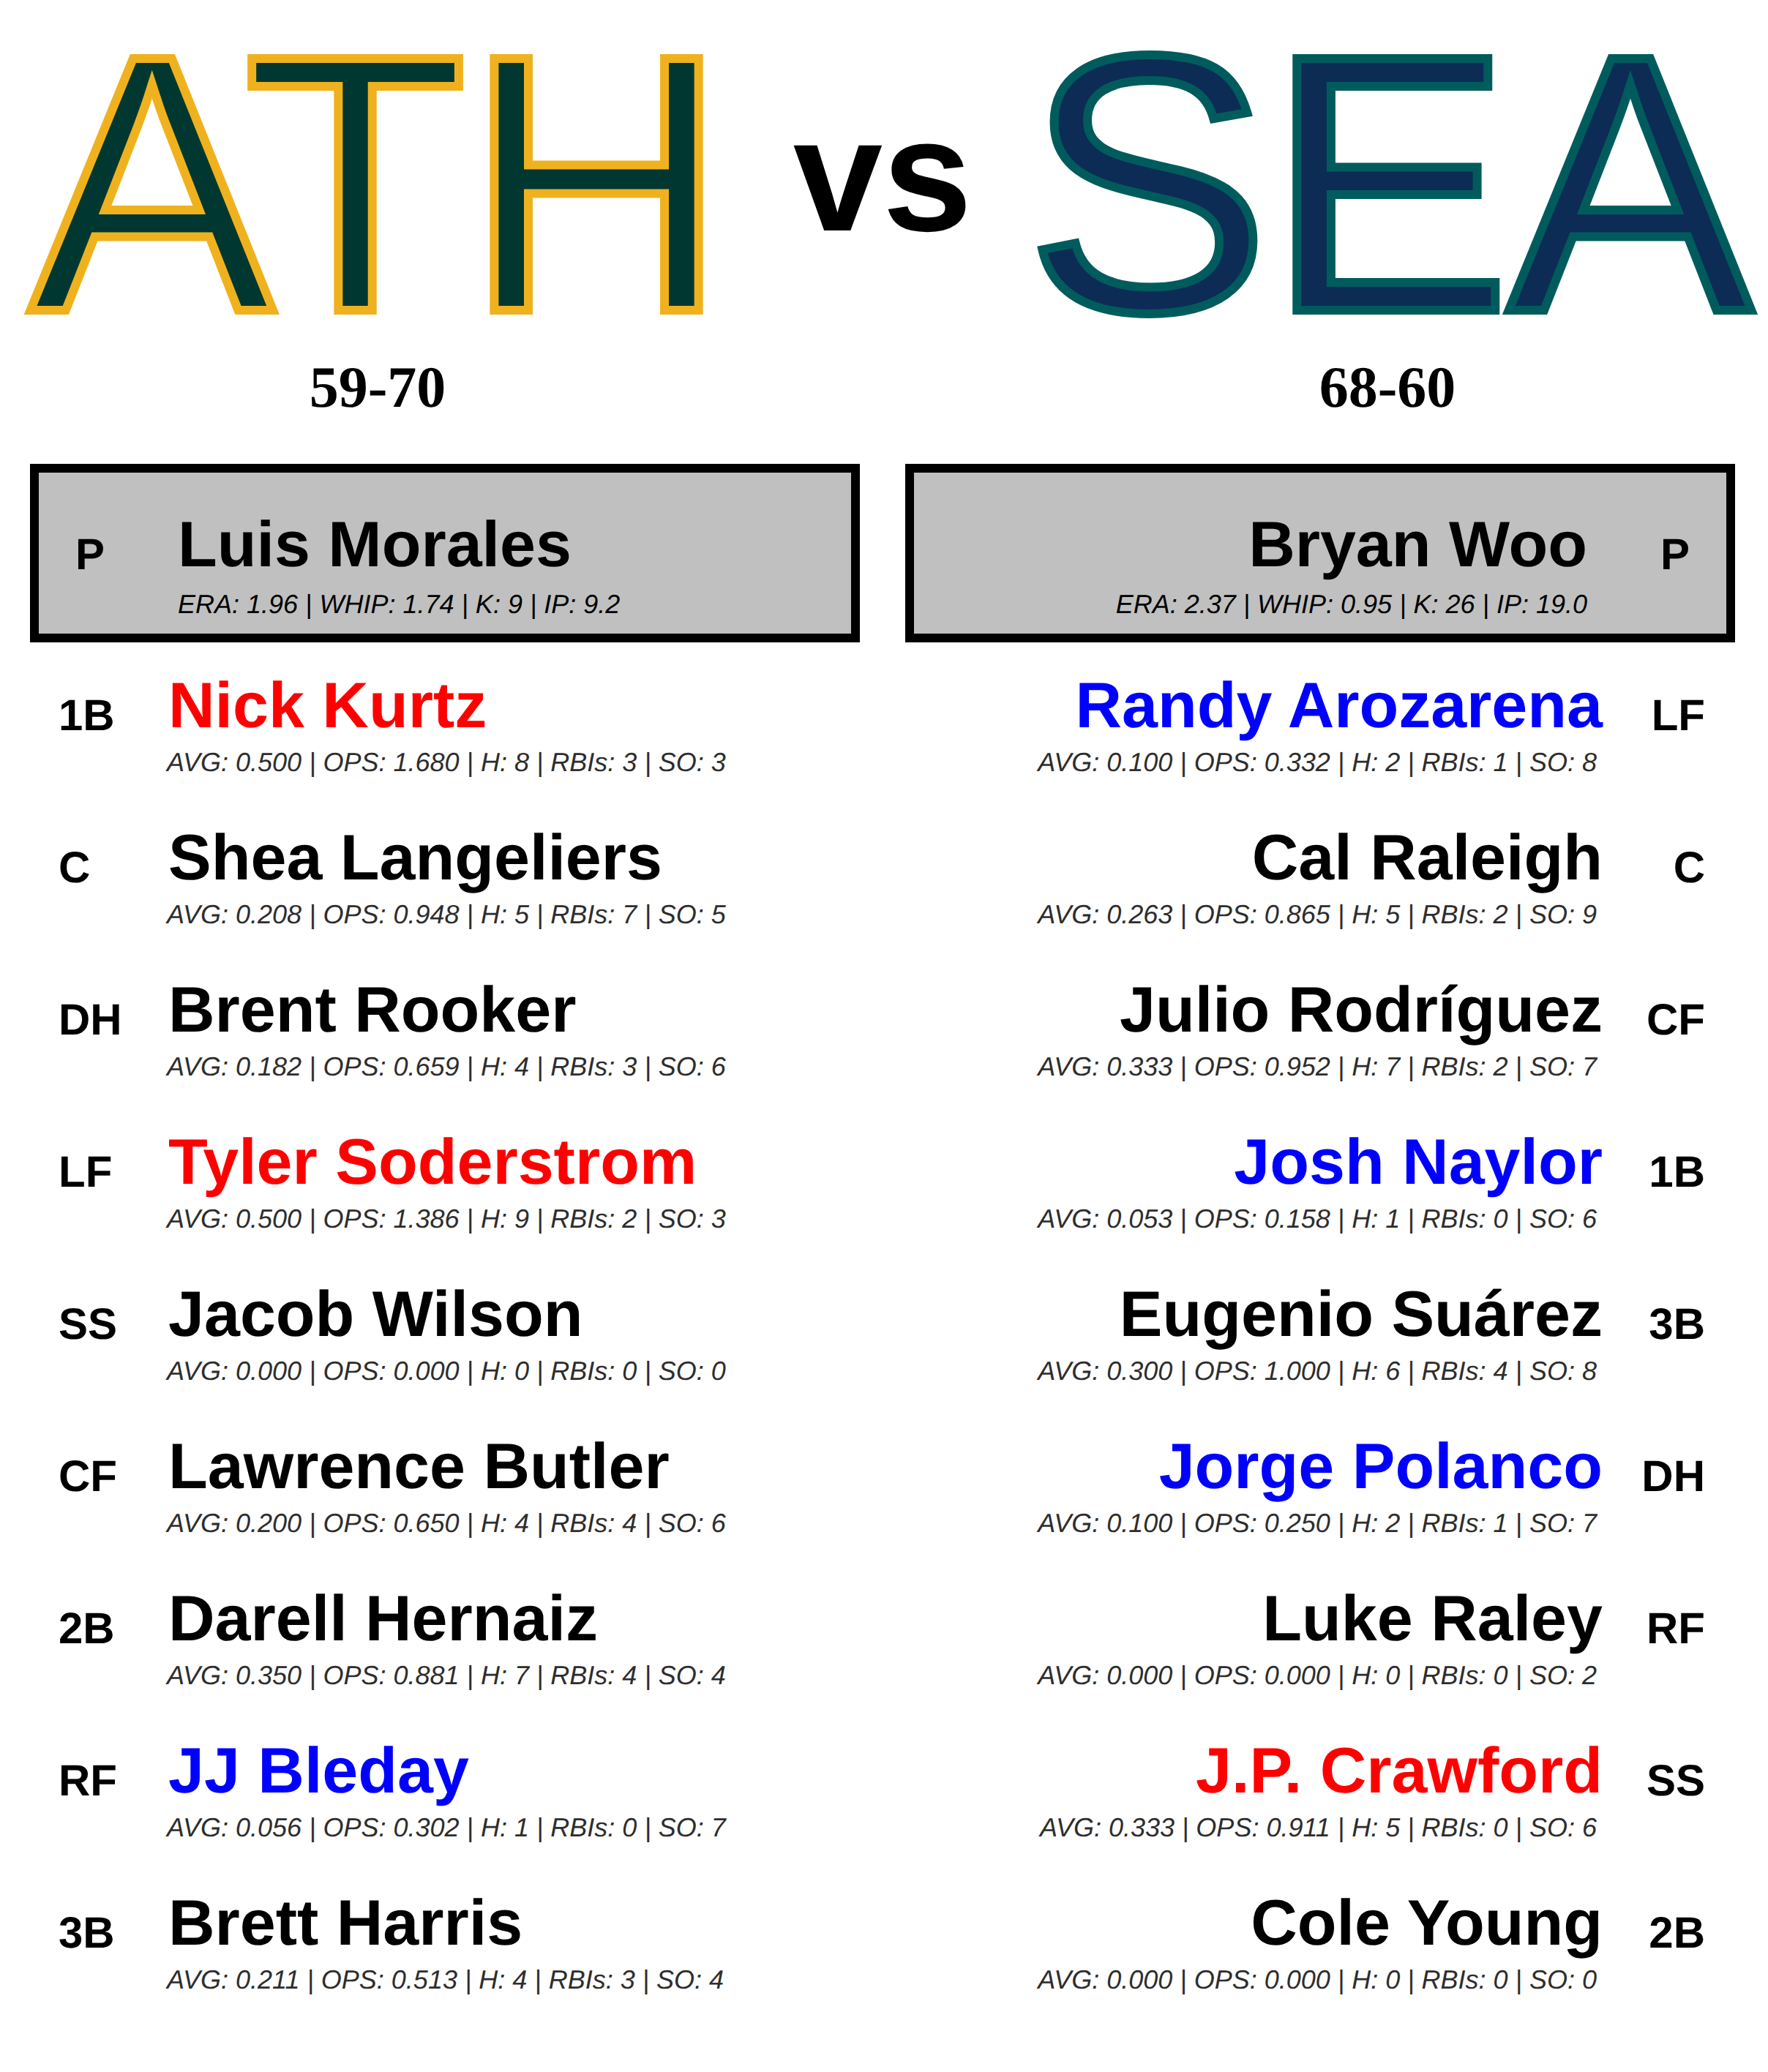 ATH vs SEA
59-70
68-60
P Luis Morales
ERA: 1.96 | WHIP: 1.74 | K: 9 | IP: 9.2
Bryan Woo P
ERA: 2.37 | WHIP: 0.95 | K: 26 | IP: 19.0
1B Nick Kurtz
AVG: 0.500 | OPS: 1.680 | H: 8 | RBIs: 3 | SO: 3
C Shea Langeliers
AVG: 0.208 | OPS: 0.948 | H: 5 | RBIs: 7 | SO: 5
DH Brent Rooker
AVG: 0.182 | OPS: 0.659 | H: 4 | RBIs: 3 | SO: 6
LF Tyler Soderstrom
AVG: 0.500 | OPS: 1.386 | H: 9 | RBIs: 2 | SO: 3
SS Jacob Wilson
AVG: 0.000 | OPS: 0.000 | H: 0 | RBIs: 0 | SO: 0
CF Lawrence Butler
AVG: 0.200 | OPS: 0.650 | H: 4 | RBIs: 4 | SO: 6
2B Darell Hernaiz
AVG: 0.350 | OPS: 0.881 | H: 7 | RBIs: 4 | SO: 4
RF JJ Bleday
AVG: 0.056 | OPS: 0.302 | H: 1 | RBIs: 0 | SO: 7
3B Brett Harris
AVG: 0.211 | OPS: 0.513 | H: 4 | RBIs: 3 | SO: 4
Randy Arozarena LF
AVG: 0.100 | OPS: 0.332 | H: 2 | RBIs: 1 | SO: 8
Cal Raleigh C
AVG: 0.263 | OPS: 0.865 | H: 5 | RBIs: 2 | SO: 9
Julio Rodríguez CF
AVG: 0.333 | OPS: 0.952 | H: 7 | RBIs: 2 | SO: 7
Josh Naylor 1B
AVG: 0.053 | OPS: 0.158 | H: 1 | RBIs: 0 | SO: 6
Eugenio Suárez 3B
AVG: 0.300 | OPS: 1.000 | H: 6 | RBIs: 4 | SO: 8
Jorge Polanco DH
AVG: 0.100 | OPS: 0.250 | H: 2 | RBIs: 1 | SO: 7
Luke Raley RF
AVG: 0.000 | OPS: 0.000 | H: 0 | RBIs: 0 | SO: 2
J.P. Crawford SS
AVG: 0.333 | OPS: 0.911 | H: 5 | RBIs: 0 | SO: 6
Cole Young 2B
AVG: 0.000 | OPS: 0.000 | H: 0 | RBIs: 0 | SO: 0